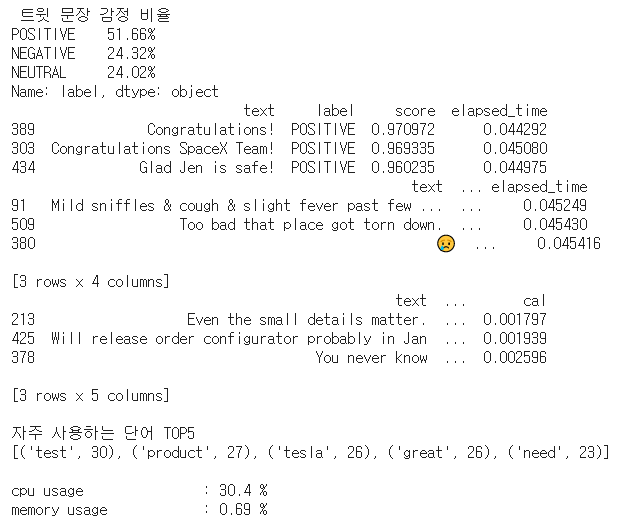 트윗 문장 감정 비율
POSITIVE    51.66%
NEGATIVE    24.32%
NEUTRAL     24.02%
Name: label, dtype: object
text     label     score  elapsed_time
389              Congratulations!  POSITIVE  0.970972      0.044292
303  Congratulations SpaceX Team!  POSITIVE  0.969335      0.045080
434             Glad Jen is safe!  POSITIVE  0.960235      0.044975
text  ... elapsed_time
91   Mild sniffles & cough & slight fever past few ...  ...     0.045249
509                  Too bad that place got torn down.  ...     0.045430
380                                                 😥  ...     0.045416
[3 rows x 4 columns]
text  ...       cal
213                   Even the small details matter.  ...  0.001797
425  Will release order configurator probably in Jan  ...  0.001939
378                                   You never know  ...  0.002596
[3 rows x 5 columns]
자주 사용하는 단어 TOP5
[('test', 30), ('product', 27), ('tesla', 26), ('great', 26), ('need', 23)]
cpu usage               : 30.4 %
memory usage            : 0.69 %